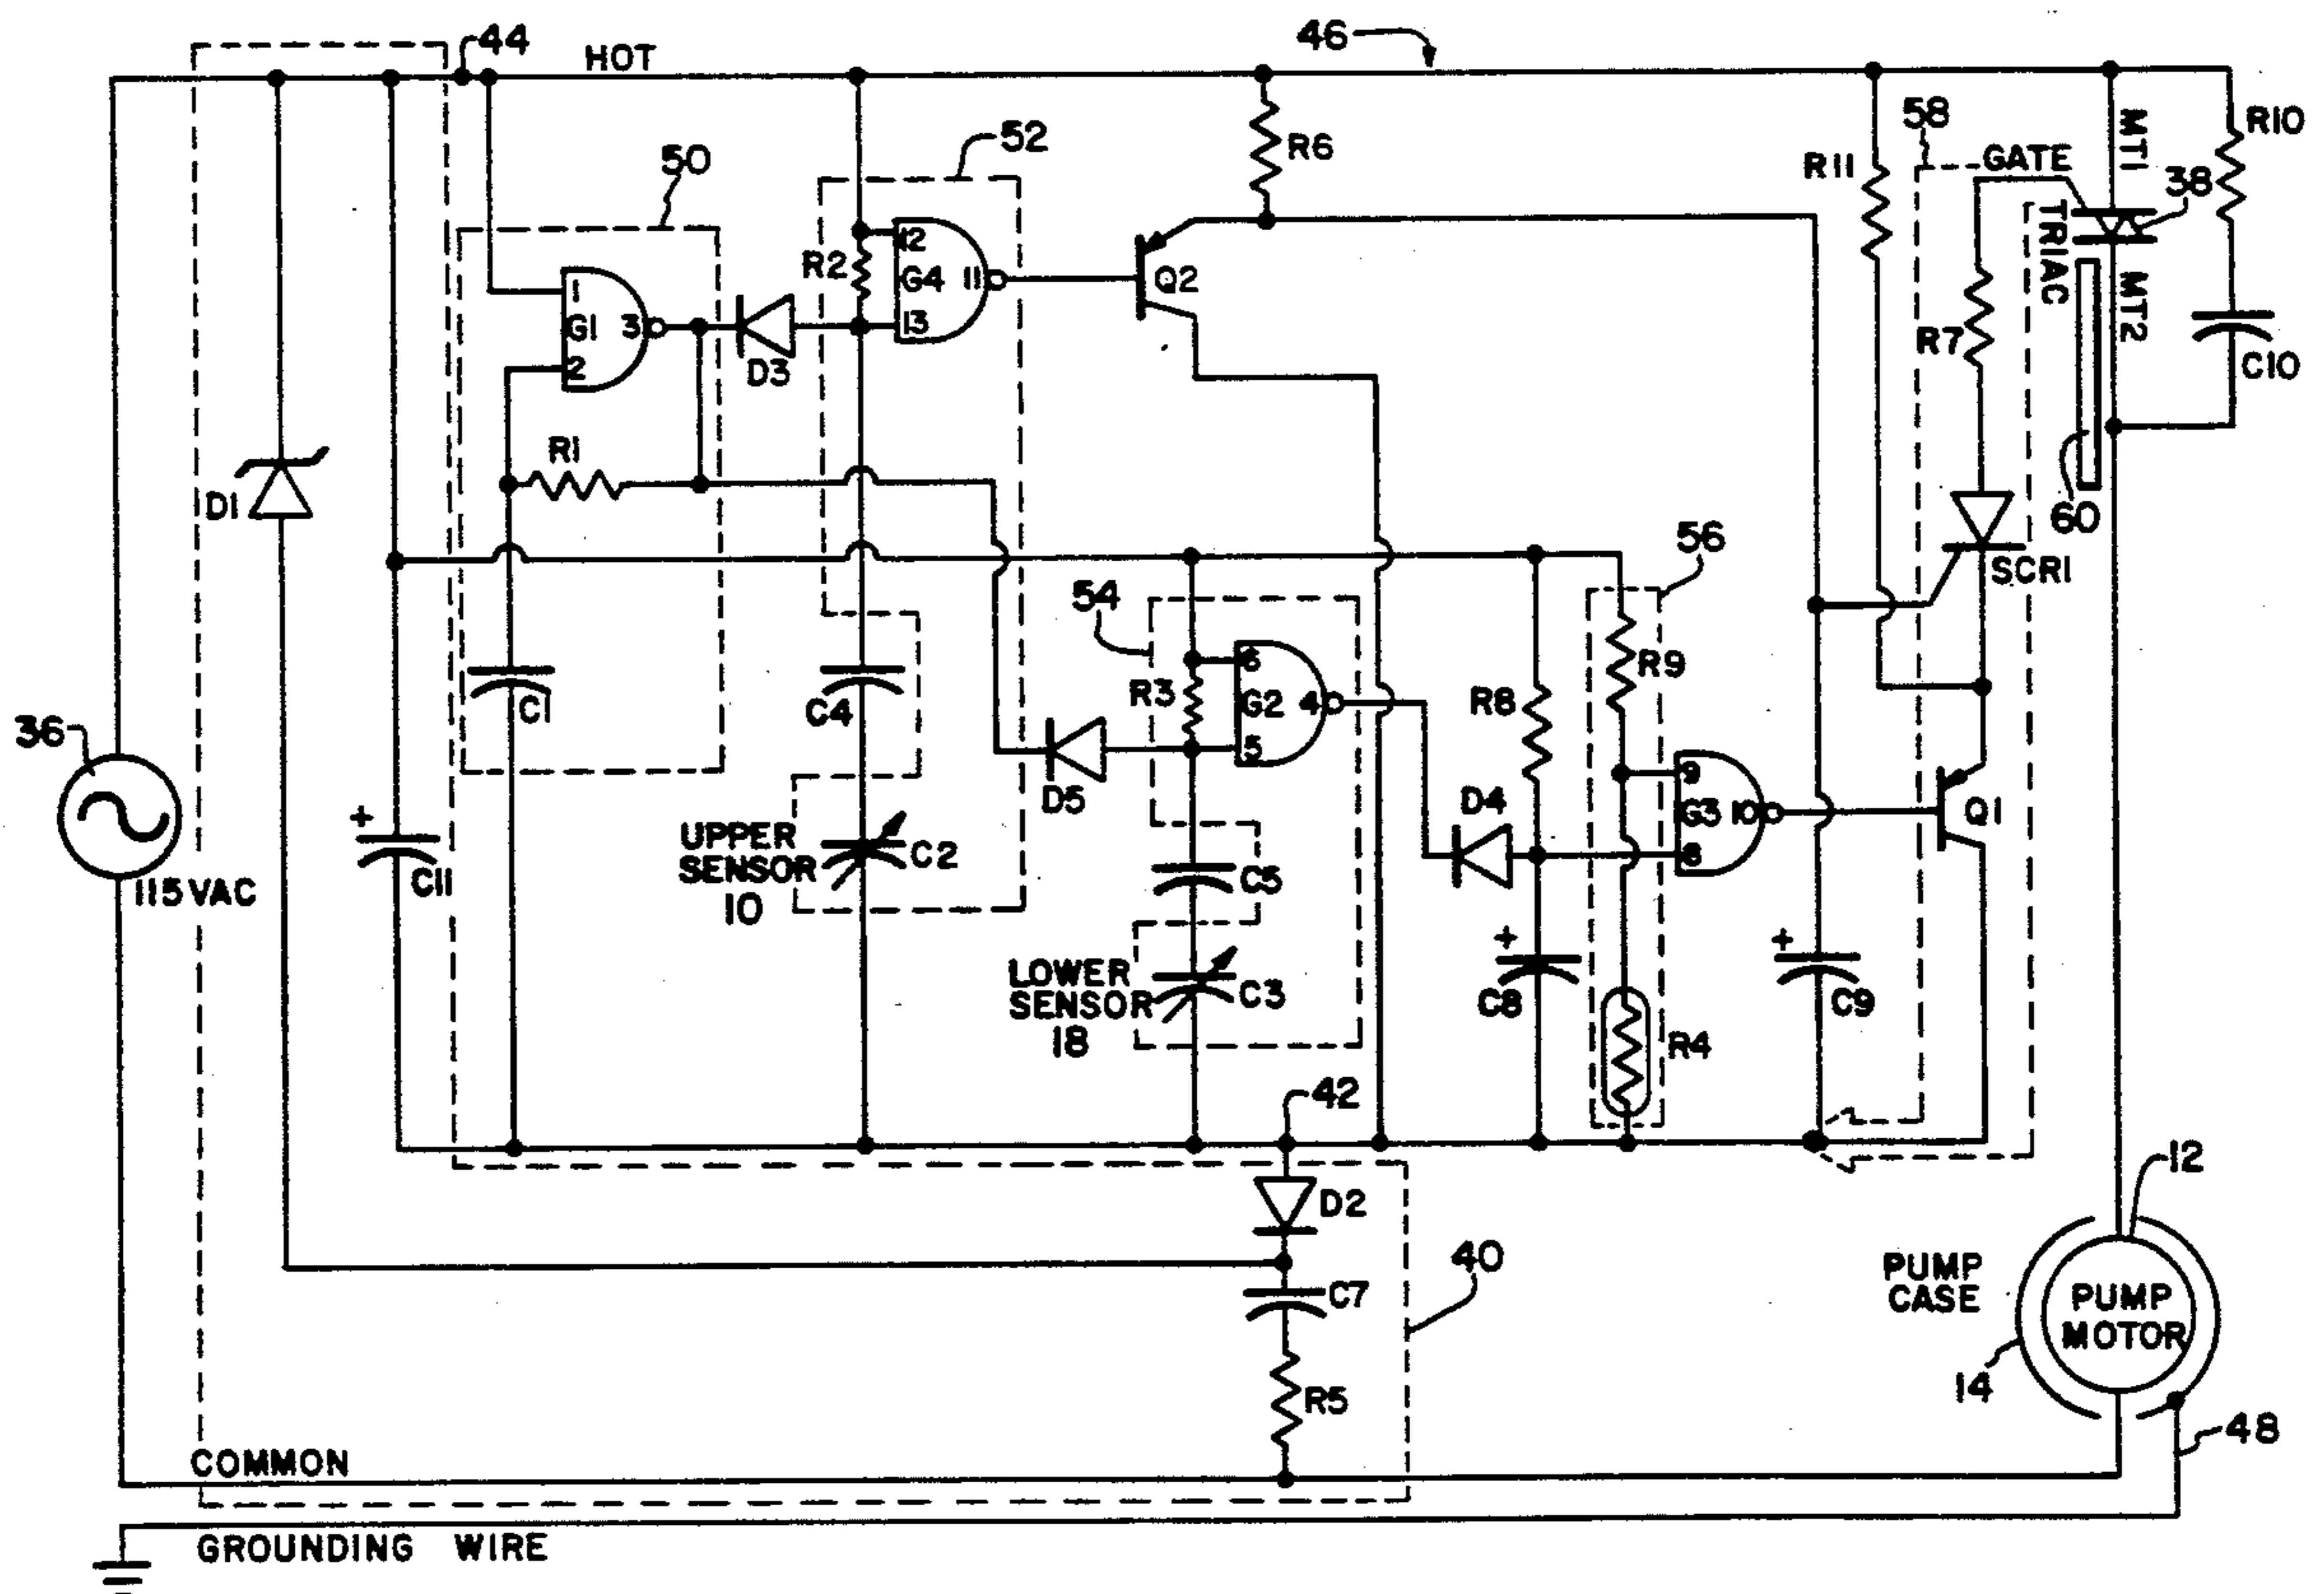 44
HOT
46
50
52
58
GATE
MT1
R10
R6
R11
38
TRIAC
12
R2
G4
11
13
Q2
1
G1
3
2
D3
R7
MT2
C10
R1
D1
60
SCR1
56
54
6
R3
G2
4
5
R9
R8
C1
C4
36
D5
D4
9
G3
10
8
Q1
+
C11
115 VAC
UPPER
SENSOR
10
C2
C5
LOWER
SENSOR
18
C3
+
C8
+
C9
R4
42
12
D2
40
PUMP
CASE
PUMP
MOTOR
C7
14
R5
48
COMMON
GROUNDING WIRE